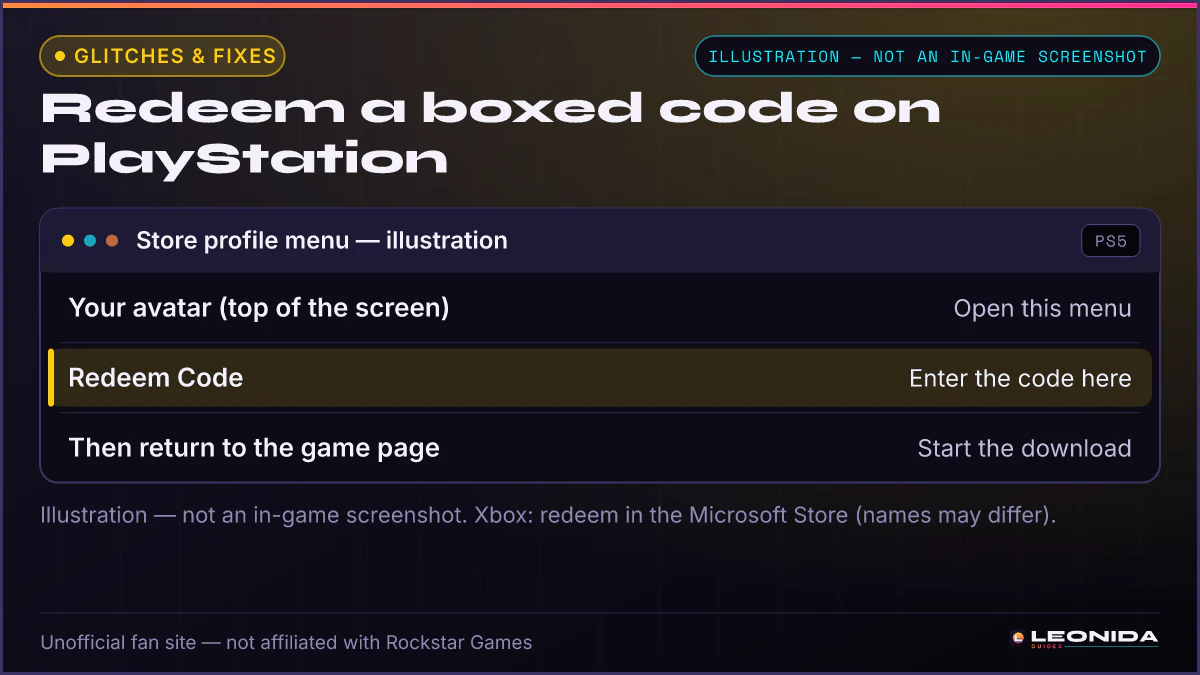 GLITCHES & FIXES
ILLUSTRATION — NOT AN IN-GAME SCREENSHOT
Redeem a boxed code on
PlayStation
Store profile menu — illustration
PS5
Your avatar (top of the screen)
Open this menu
Redeem Code
Enter the code here
Then return to the game page
Start the download
Illustration — not an in-game screenshot. Xbox: redeem in the Microsoft Store (names may differ).
Unofficial fan site — not affiliated with Rockstar Games
LEONIDA
GUIDES